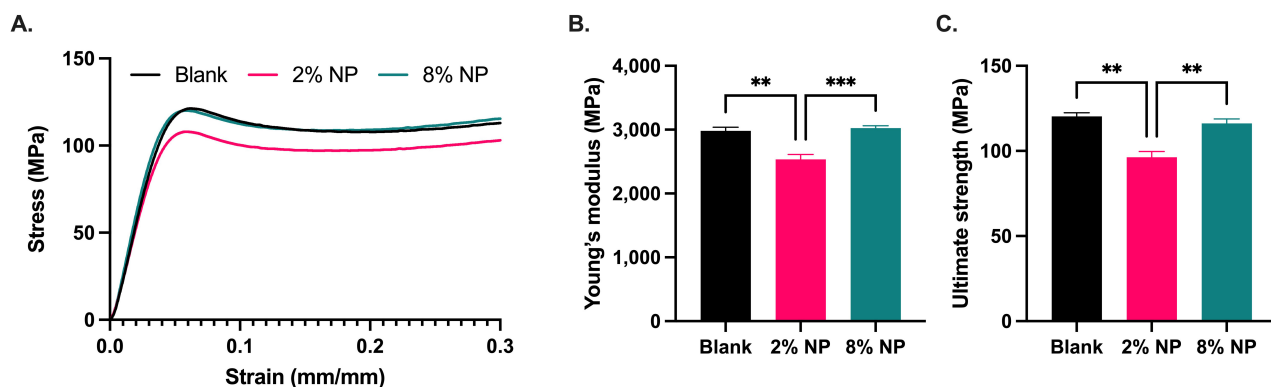 A.
Stress (MPa)
150
100
50
0
Blank 2% NP 8% NP
0.0 0.1 0.2 0.3
Strain (mm/mm)
B.
Young's modulus (MPa)
4,000
3,000
2,000
1,000
0
** ***
Blank 2% NP 8% NP
C.
Ultimate strength (MPa)
150
100
50
0
** **
Blank 2% NP 8% NP